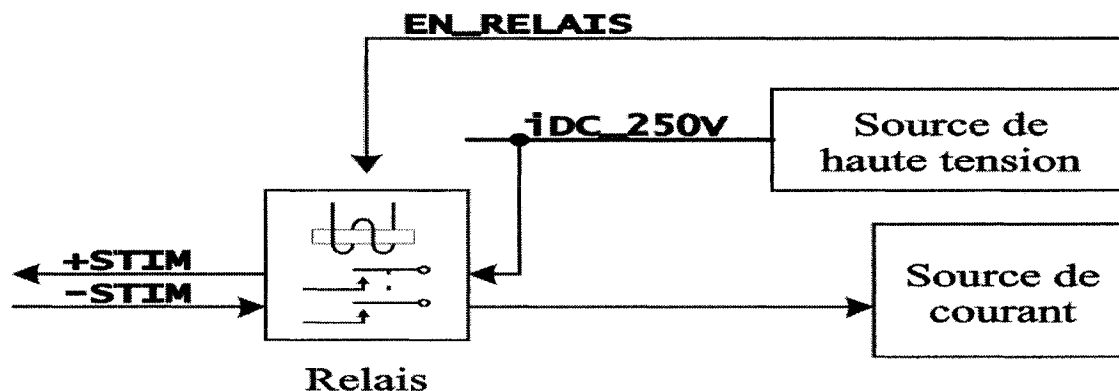 EN_RELAIS
iDC_250V
Source de
haute tension
+STIM
-STIM
Source de
courant
Relais